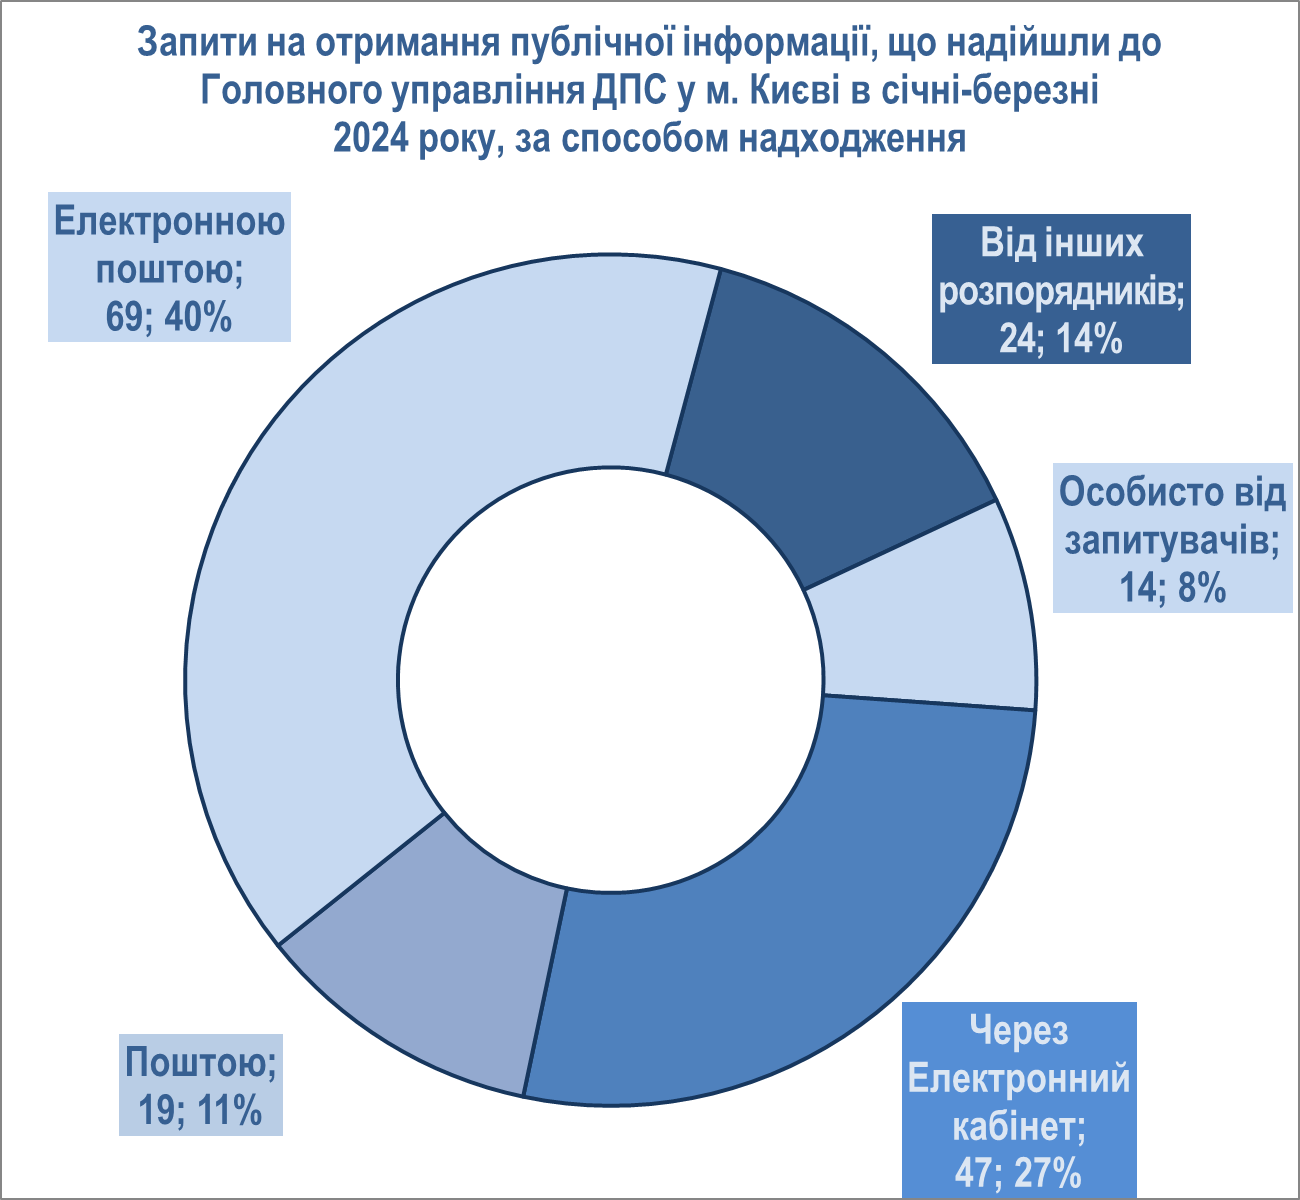 Запити на отримання публічної інформації, що надійшли до
Головного управління ДПС у м. Києві в січні-березні
2024 року, за способом надходження
Електронною
поштою;
69; 40%
Від інших
розпорядників;
24; 14%
Особисто від
запитувачів;
14; 8%
Через
Електронний
кабінет;
47; 27%
Поштою;
19; 11%